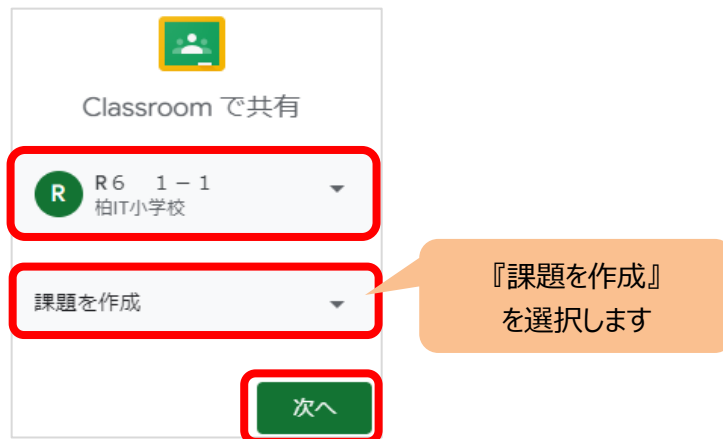 Classroom で共有
R
R６　１－１
柏IT小学校
課題を作成
『課題を作成』
を選択します
次へ